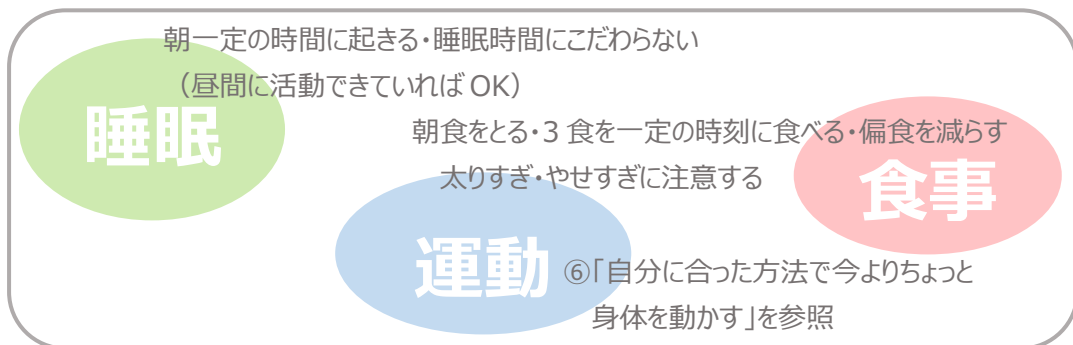 朝一定の時間に起きる・睡眠時間にこだわらない
（昼間に活動できていれば OK）
睡眠
朝食をとる・3 食を一定の時刻に食べる・偏食を減らす
太りすぎ・やせすぎに注意する
食事
運動
⑥「自分に合った方法で今よりちょっと
身体を動かす」を参照